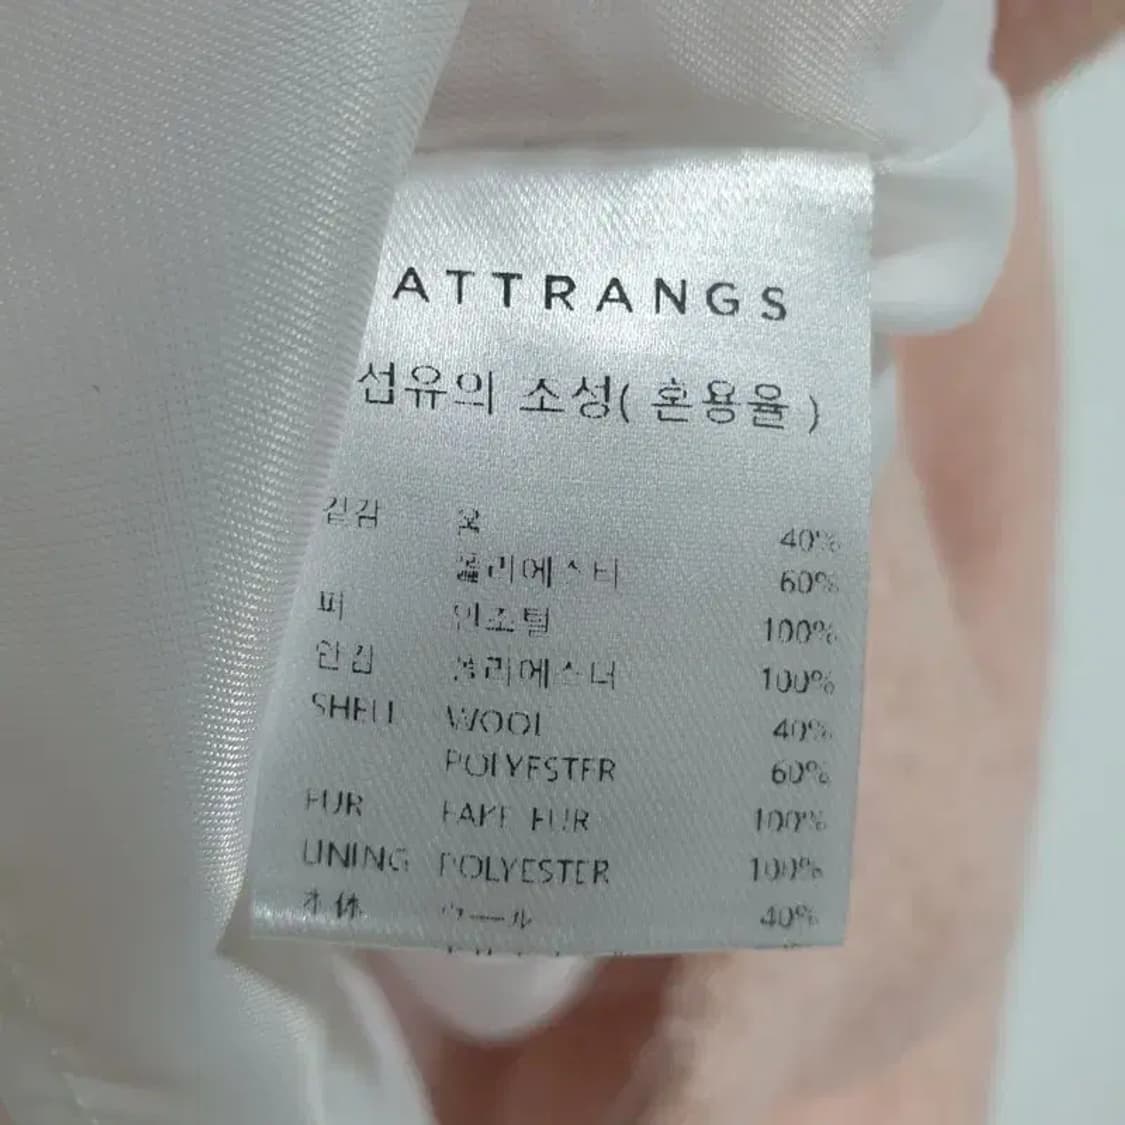 ATTRANGS
섬유의 소성( 혼용율 )
겉감 울 40%
폴리에스터 60%
퍼 인조털 100%
안감 폴리에스터 100%
SHELL WOOL 40%
POLYESTER 60%
FUR FAKE FUR 100%
LINING POLYESTER 100%
本体 ウール 40%